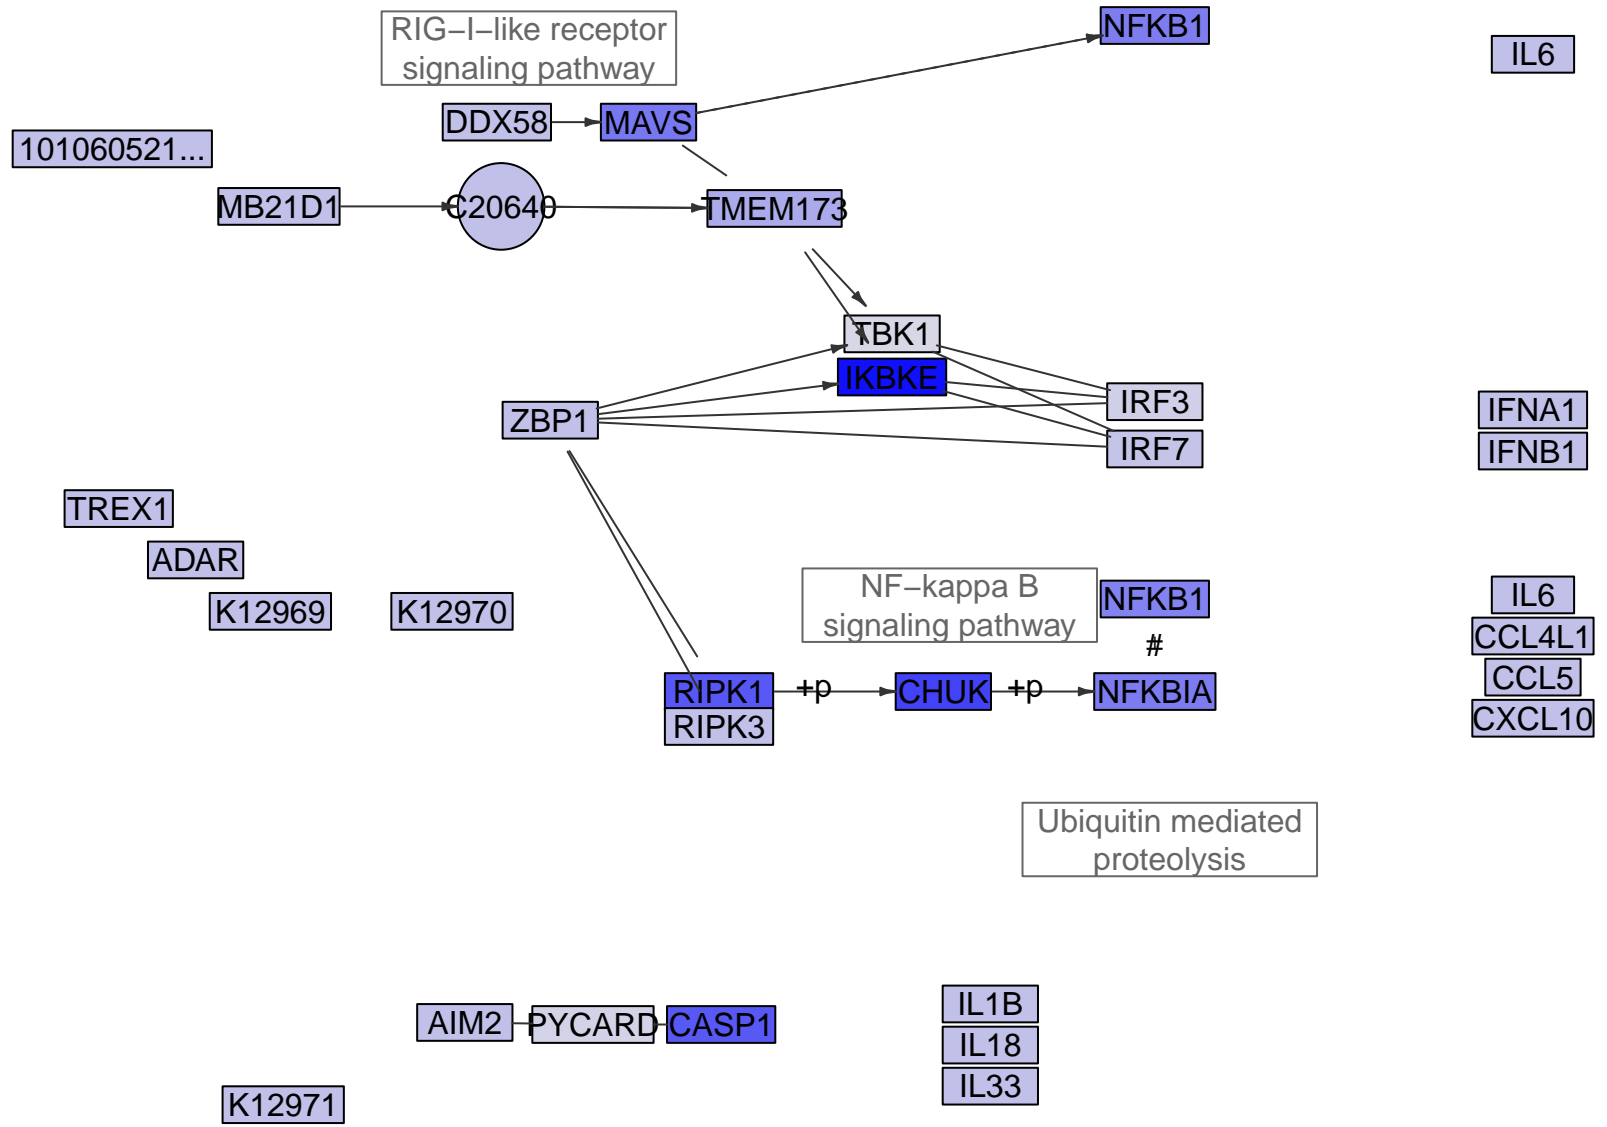 RIG−I−like receptor
signaling pathway
NFKB1
IL6
DDX58
MAVS
101060521...
MB21D1
C20640
TMEM173
TBK1
IKBKE
ZBP1
IRF3
IRF7
IFNA1
IFNB1
TREX1
ADAR
K12969
K12970
NF−kappa B
signaling pathway
NFKB1
#
IL6
CCL4L1
CCL5
CXCL10
RIPK1
+p
CHUK
+p
NFKBIA
RIPK3
Ubiquitin mediated
proteolysis
AIM2
PYCARD
CASP1
IL1B
IL18
IL33
K12971